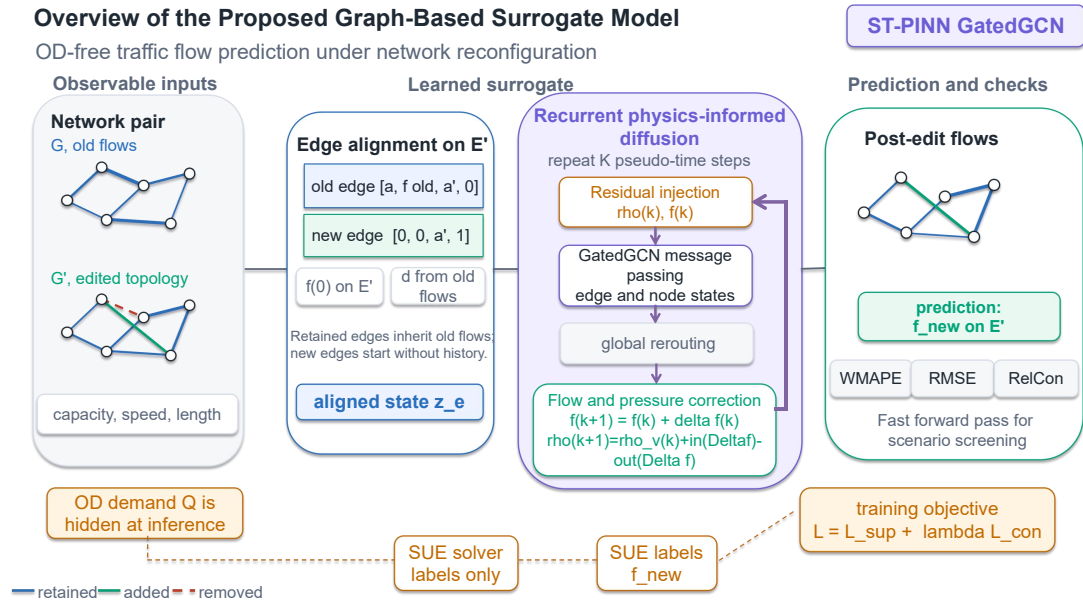 Overview of the Proposed Graph-Based Surrogate Model
ST-PINN GatedGCN
OD-free traffic flow prediction under network reconfiguration
Observable inputs
Learned surrogate
Prediction and checks
Network pair
G, old flows
G', edited topology
capacity, speed, length
Edge alignment on E'
old edge [a, f old, a', 0]
new edge [0, 0, a', 1]
f(0) on E'
d from old
flows
Retained edges inherit old flows;
new edges start without history.
aligned state z_e
Recurrent physics-informed
diffusion
repeat K pseudo-time steps
Residual injection
rho(k), f(k)
GatedGCN message
passing
edge and node states
global rerouting
Flow and pressure correction
f(k+1) = f(k) + delta f(k)
rho(k+1)=rho_v(k)+in(Deltaf)-
out(Delta f)
Post-edit flows
prediction:
f_new on E'
WMAPE
RMSE
RelCon
Fast forward pass for
scenario screening
OD demand Q is
hidden at inference
SUE solver
labels only
SUE labels
f_new
training objective
L = L_sup + lambda L_con
retained
added
removed